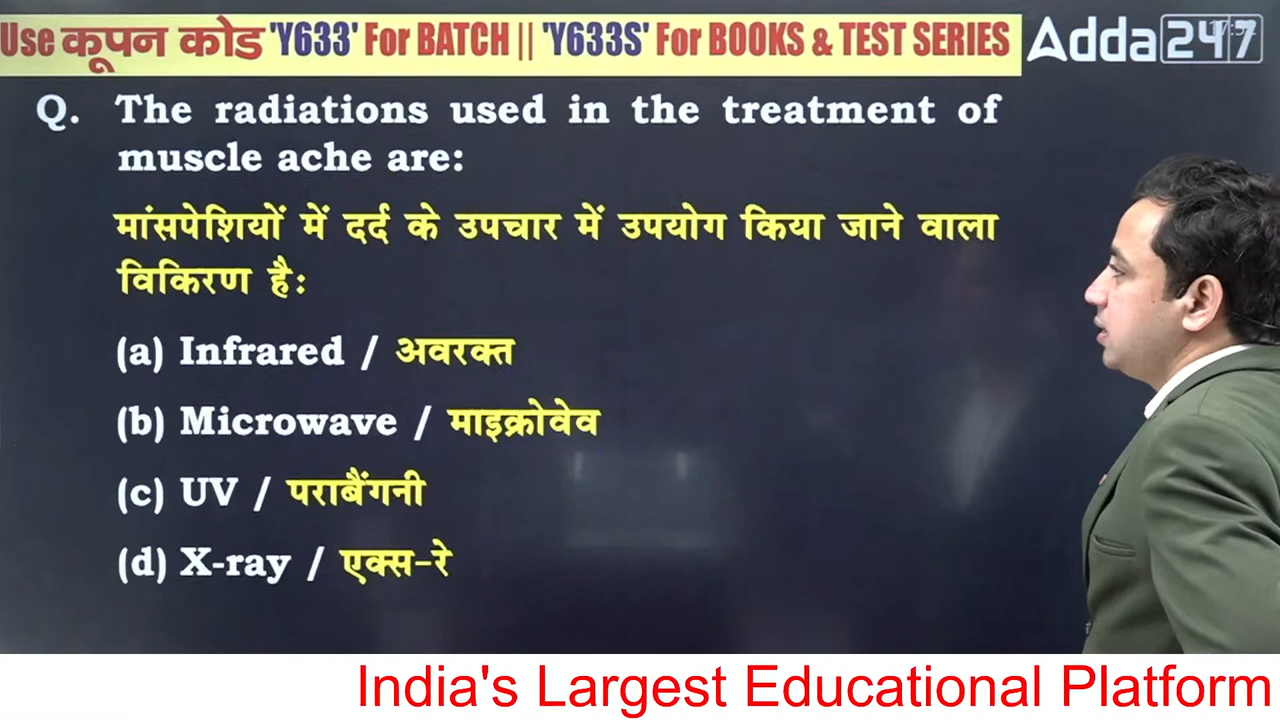 Use कूपन कोड 'Y633' For BATCH || 'Y633S' For BOOKS & TEST SERIES
Adda247
Q. The radiations used in the treatment of
muscle ache are:
मांसपेशियों में दर्द के उपचार में उपयोग किया जाने वाला
विकिरण है:
(a) Infrared / अवरक्त
(b) Microwave / माइक्रोवेव
(c) UV / पराबैंगनी
(d) X-ray / एक्स-रे
India's Largest Educational Platform